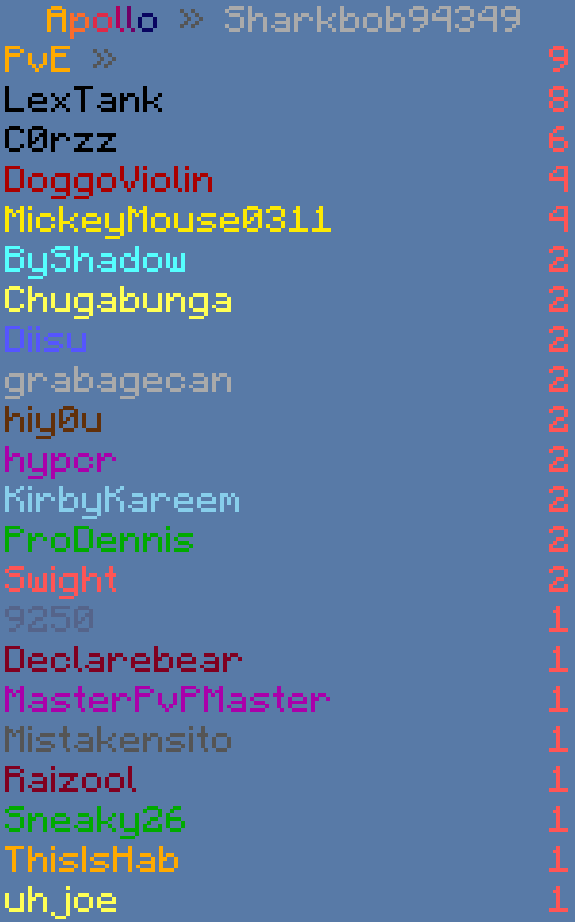 Apollo » Sharkbob94349
PvE » 9
LexTank 8
C0rzz 6
DoggoViolin 4
MickeyMouse0311 4
ByShadow 2
Chugabunga 2
Diisu 2
grabagecan 2
hiy0u 2
hypcr 2
KirbyKareem 2
ProDennis 2
Swight 2
9250 1
Declarebear 1
MasterPvPMaster 1
Mistakensito 1
Raizool 1
Sneaky26 1
ThisIsHab 1
uh_joe 1